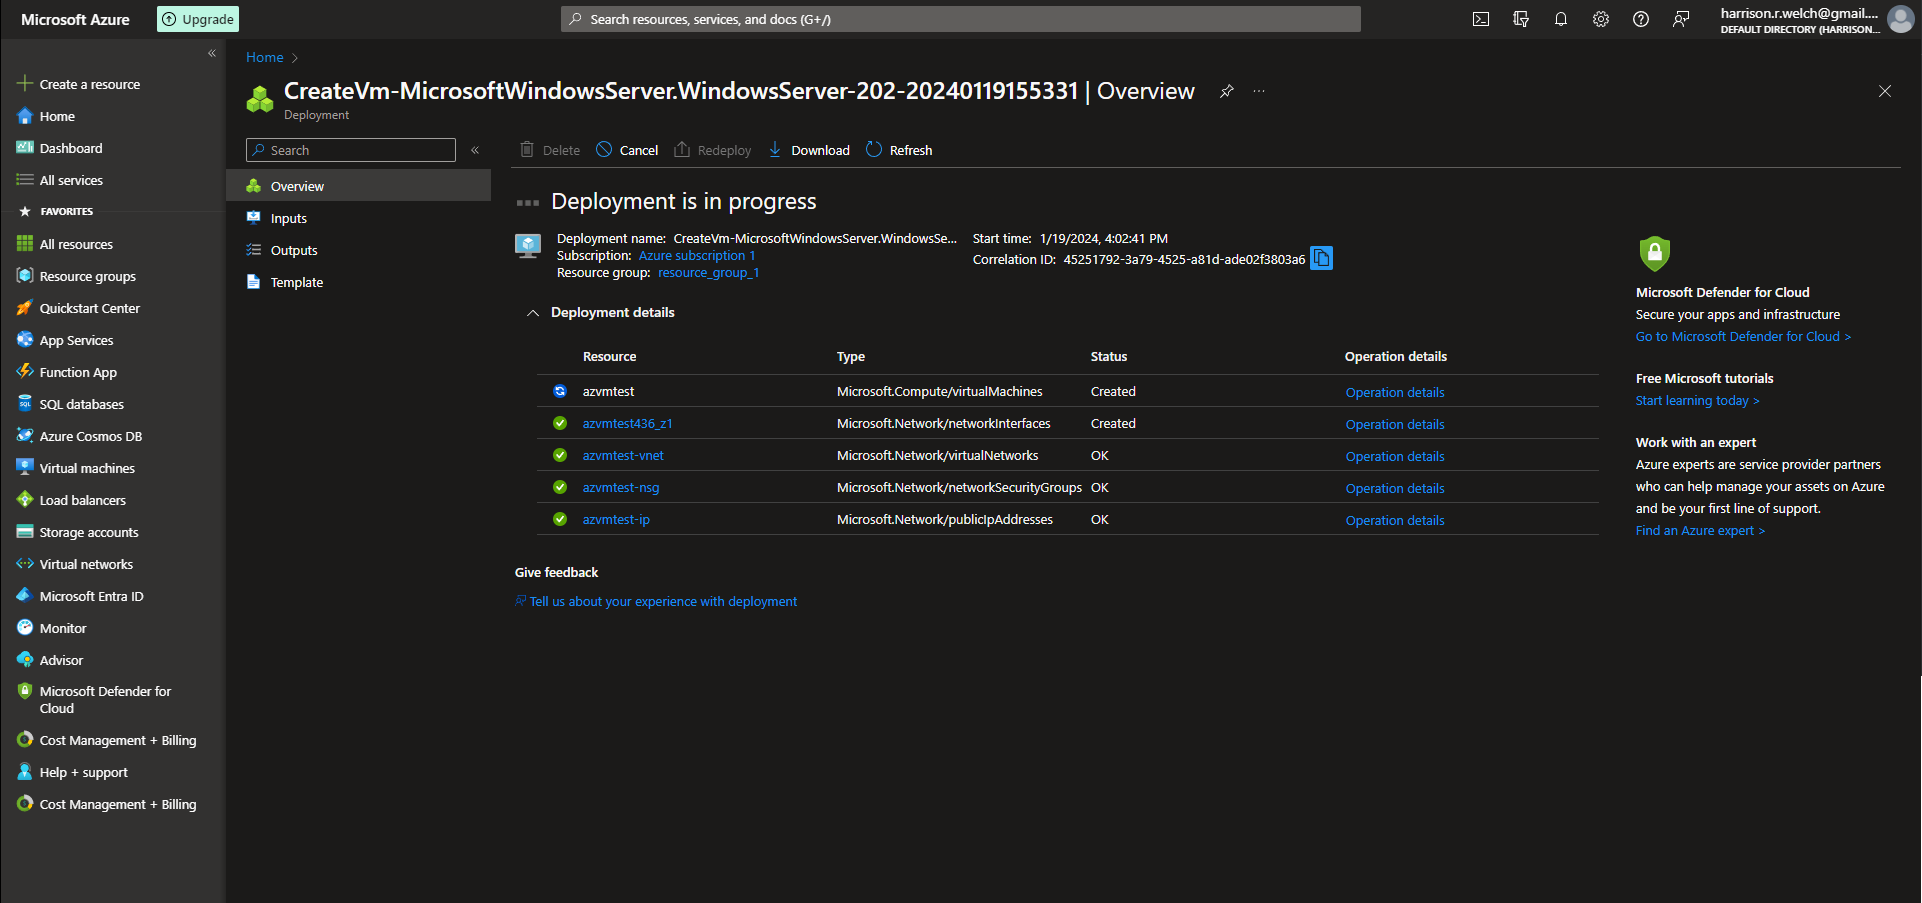 Microsoft Azure
Upgrade
Search resources, services, and docs (G+/)
harrison.r.welch@gmail....
DEFAULT DIRECTORY (HARRISON...
Create a resource
Home
Dashboard
All services
FAVORITES
All resources
Resource groups
Quickstart Center
App Services
Function App
SQL databases
Azure Cosmos DB
Virtual machines
Load balancers
Storage accounts
Virtual networks
Microsoft Entra ID
Monitor
Advisor
Microsoft Defender for
Cloud
Cost Management + Billing
Help + support
Cost Management + Billing
Home >
CreateVm-MicrosoftWindowsServer.WindowsServer-202-20240119155331 | Overview ...
Deployment
Search
Overview
Inputs
Outputs
Template
Delete Cancel Redeploy Download Refresh
Deployment is in progress
Deployment name: CreateVm-MicrosoftWindowsServer.WindowsSe...
Subscription: Azure subscription 1
Resource group: resource_group_1
Start time: 1/19/2024, 4:02:41 PM
Correlation ID: 45251792-3a79-4525-a81d-ade02f3803a6
Deployment details
Resource Type Status Operation details
azvmtest Microsoft.Compute/virtualMachines Created Operation details
azvmtest436_z1 Microsoft.Network/networkInterfaces Created Operation details
azvmtest-vnet Microsoft.Network/virtualNetworks OK Operation details
azvmtest-nsg Microsoft.Network/networkSecurityGroups OK Operation details
azvmtest-ip Microsoft.Network/publicIpAddresses OK Operation details
Give feedback
Tell us about your experience with deployment
Microsoft Defender for Cloud
Secure your apps and infrastructure
Go to Microsoft Defender for Cloud >
Free Microsoft tutorials
Start learning today >
Work with an expert
Azure experts are service provider partners
who can help manage your assets on Azure
and be your first line of support.
Find an Azure expert >